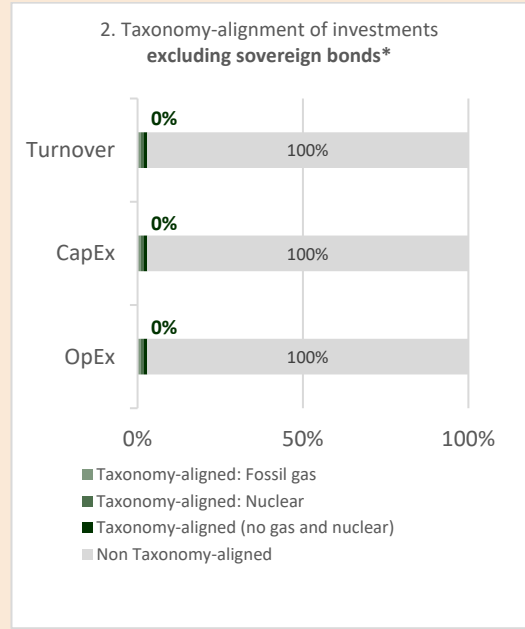 2. Taxonomy-alignment of investments
excluding sovereign bonds*
0%
Turnover
100%
0%
CapEx
100%
0%
OpEx
100%
0%
50%
100%
Taxonomy-aligned: Fossil gas
Taxonomy-aligned: Nuclear
Taxonomy-aligned (no gas and nuclear)
Non Taxonomy-aligned